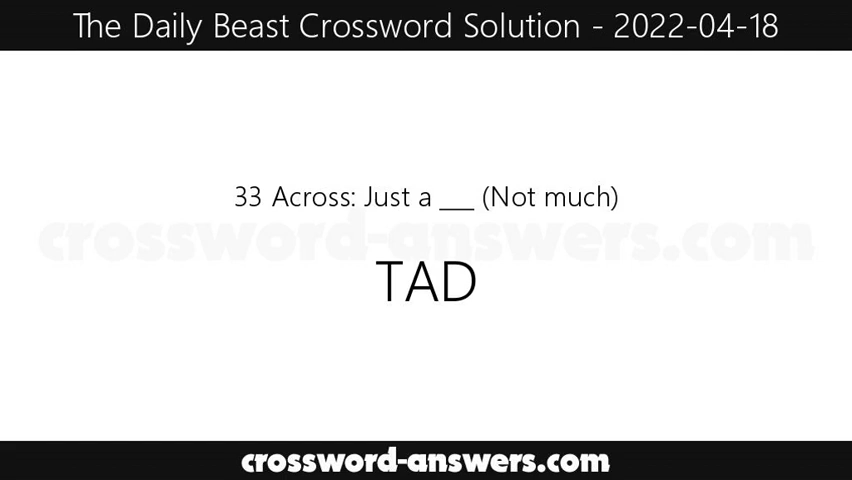 The Daily Beast Crossword Solution - 2022-04-18
33 Across: Just a ___ (Not much)
crossword-answers.com
TAD
crossword-answers.com